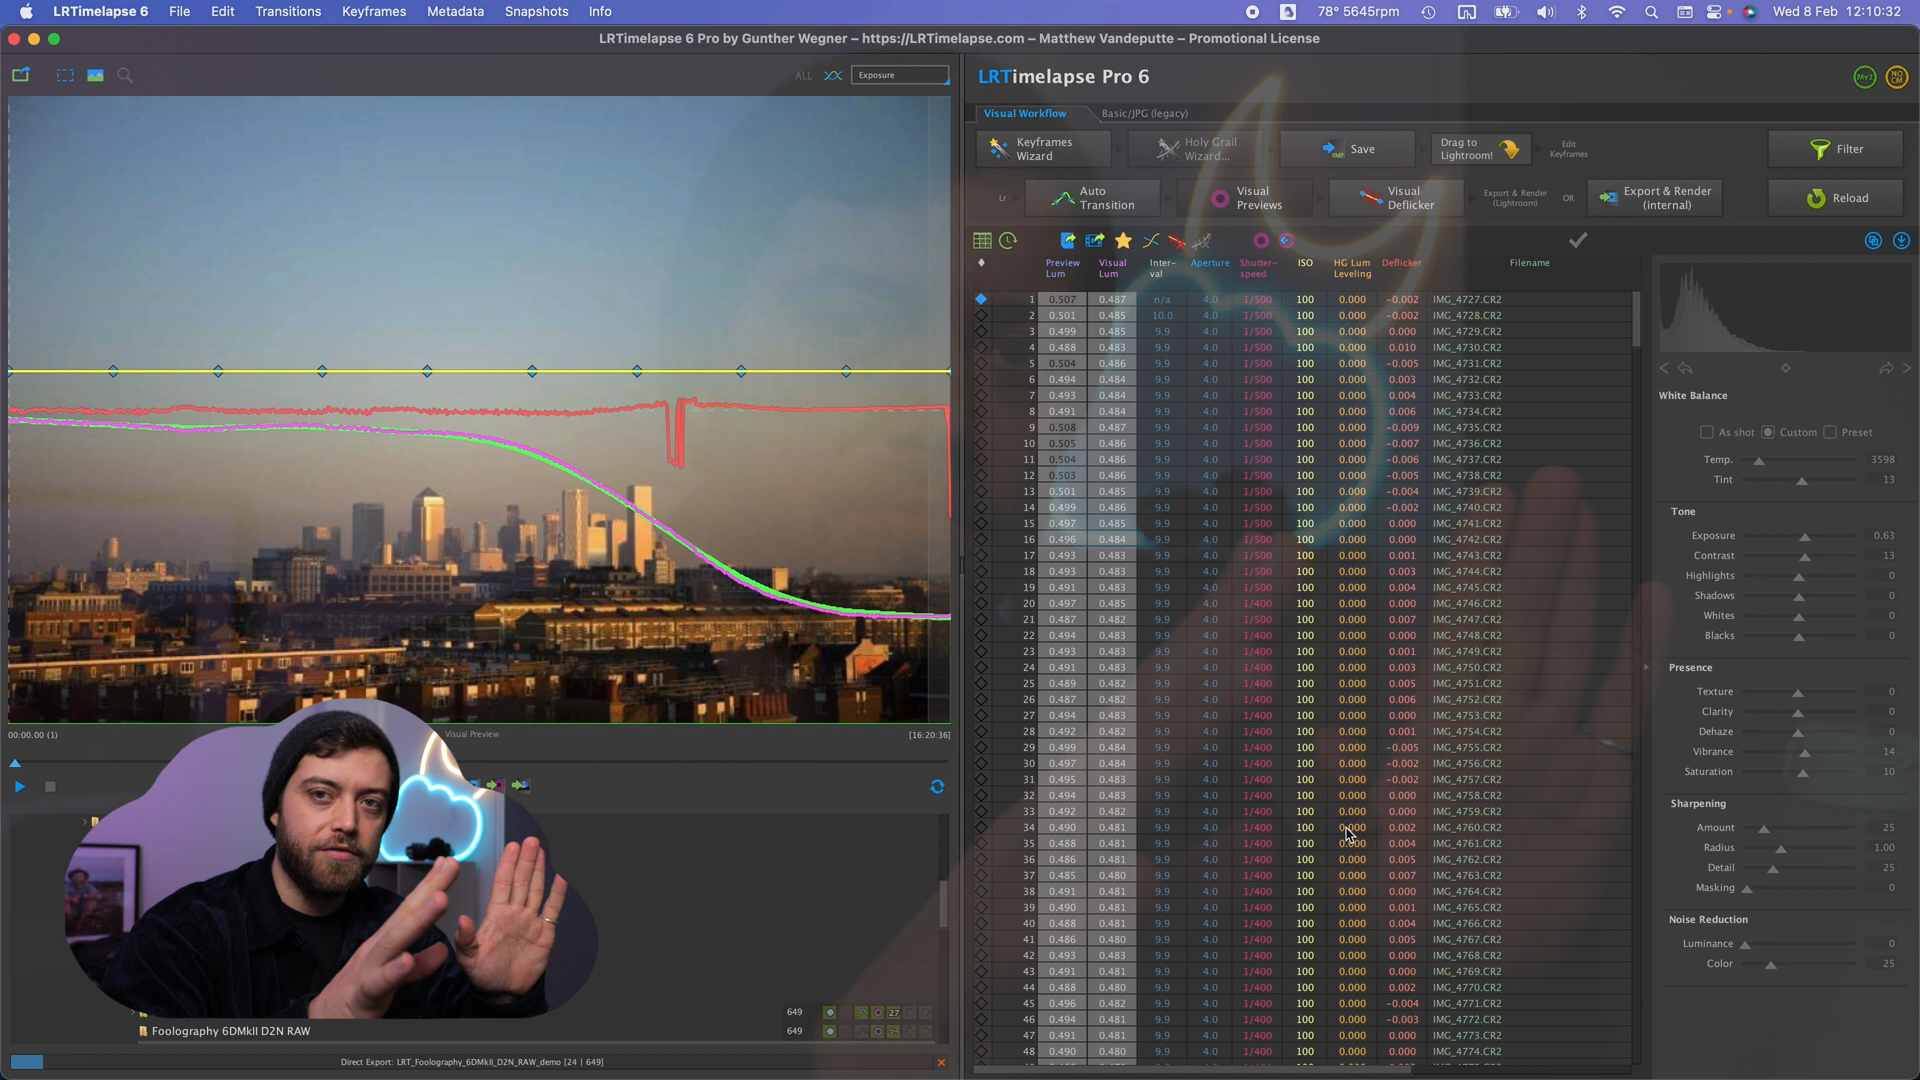 LRTimelapse 6 File Edit Transitions Keyframes Metadata Snapshots Info 78° 5645rpm Wed 8 Feb 12:10:32
LRTimelapse 6 Pro by Gunther Wegner – https://LRTimelapse.com – Matthew Vandeputte – Promotional License
ALL Exposure
LRTimelapse Pro 6 Mv2 NO CM
Visual Workflow Basic/JPG (legacy)
Keyframes Wizard Holy Grail Wizard... Save Drag to Lightroom! Edit Keyframes Filter
Lr Auto Transition Visual Previews Visual Deflicker Export & Render (Lightroom) OR Export & Render (internal) Reload
Preview Lum Visual Lum Inter-val Aperture Shutter-speed ISO HG Lum Leveling Deflicker Filename
1 0.507 0.487 n/a 4.0 1/500 100 0.000 -0.002 IMG_4727.CR2
2 0.501 0.485 10.0 4.0 1/500 100 0.000 -0.002 IMG_4728.CR2
3 0.499 0.485 9.9 4.0 1/500 100 0.000 0.000 IMG_4729.CR2
4 0.488 0.483 9.9 4.0 1/500 100 0.000 0.010 IMG_4730.CR2
5 0.504 0.486 9.9 4.0 1/500 100 0.000 -0.005 IMG_4731.CR2
6 0.494 0.484 9.9 4.0 1/500 100 0.000 0.003 IMG_4732.CR2
7 0.493 0.484 9.9 4.0 1/500 100 0.000 0.004 IMG_4733.CR2
8 0.491 0.484 9.9 4.0 1/500 100 0.000 0.006 IMG_4734.CR2
9 0.508 0.487 9.9 4.0 1/500 100 0.000 -0.009 IMG_4735.CR2
10 0.505 0.486 9.9 4.0 1/500 100 0.000 -0.007 IMG_4736.CR2
11 0.504 0.486 9.9 4.0 1/500 100 0.000 -0.006 IMG_4737.CR2
12 0.503 0.486 9.9 4.0 1/500 100 0.000 -0.005 IMG_4738.CR2
13 0.501 0.485 9.9 4.0 1/500 100 0.000 -0.004 IMG_4739.CR2
14 0.499 0.486 9.9 4.0 1/500 100 0.000 -0.002 IMG_4740.CR2
15 0.497 0.485 9.9 4.0 1/500 100 0.000 0.000 IMG_4741.CR2
16 0.496 0.484 9.9 4.0 1/500 100 0.000 0.000 IMG_4742.CR2
17 0.493 0.483 9.9 4.0 1/500 100 0.000 0.001 IMG_4743.CR2
18 0.493 0.483 9.9 4.0 1/500 100 0.000 0.003 IMG_4744.CR2
19 0.491 0.483 9.9 4.0 1/500 100 0.000 0.004 IMG_4745.CR2
20 0.497 0.485 9.9 4.0 1/500 100 0.000 0.000 IMG_4746.CR2
21 0.487 0.482 9.9 4.0 1/500 100 0.000 0.007 IMG_4747.CR2
22 0.494 0.483 9.9 4.0 1/400 100 0.000 0.000 IMG_4748.CR2
23 0.493 0.483 9.9 4.0 1/400 100 0.000 0.001 IMG_4749.CR2
24 0.491 0.483 9.9 4.0 1/400 100 0.000 0.003 IMG_4750.CR2
25 0.489 0.482 9.9 4.0 1/400 100 0.000 0.005 IMG_4751.CR2
26 0.487 0.482 9.9 4.0 1/400 100 0.000 0.006 IMG_4752.CR2
27 0.494 0.483 9.9 4.0 1/400 100 0.000 0.000 IMG_4753.CR2
28 0.492 0.482 9.9 4.0 1/400 100 0.000 0.001 IMG_4754.CR2
29 0.499 0.484 9.9 4.0 1/400 100 0.000 -0.005 IMG_4755.CR2
30 0.497 0.484 9.9 4.0 1/400 100 0.000 -0.002 IMG_4756.CR2
31 0.495 0.483 9.9 4.0 1/400 100 0.000 -0.002 IMG_4757.CR2
32 0.494 0.483 9.9 4.0 1/400 100 0.000 0.000 IMG_4758.CR2
33 0.492 0.482 9.9 4.0 1/400 100 0.000 0.000 IMG_4759.CR2
34 0.490 0.481 9.9 4.0 1/400 100 0.000 0.002 IMG_4760.CR2
35 0.488 0.481 9.9 4.0 1/400 100 0.000 0.004 IMG_4761.CR2
36 0.486 0.481 9.9 4.0 1/400 100 0.000 0.005 IMG_4762.CR2
37 0.485 0.480 9.9 4.0 1/400 100 0.000 0.007 IMG_4763.CR2
38 0.491 0.481 9.9 4.0 1/400 100 0.000 0.000 IMG_4764.CR2
39 0.490 0.481 9.9 4.0 1/400 100 0.000 0.001 IMG_4765.CR2
40 0.488 0.481 9.9 4.0 1/400 100 0.000 0.004 IMG_4766.CR2
41 0.486 0.480 9.9 4.0 1/400 100 0.000 0.005 IMG_4767.CR2
42 0.493 0.483 9.9 4.0 1/400 100 0.000 0.000 IMG_4768.CR2
43 0.491 0.481 9.9 4.0 1/400 100 0.000 0.000 IMG_4769.CR2
44 0.488 0.480 9.9 4.0 1/400 100 0.000 0.002 IMG_4770.CR2
45 0.496 0.482 9.9 4.0 1/400 100 0.000 -0.004 IMG_4771.CR2
46 0.494 0.481 9.9 4.0 1/400 100 0.000 -0.003 IMG_4772.CR2
47 0.491 0.481 9.9 4.0 1/400 100 0.000 0.000 IMG_4773.CR2
48 0.490 0.480 9.9 4.0 1/400 100 0.000 0.000 IMG_4774.CR2
White Balance
As shot Custom Preset
Temp. 3598
Tint 13
Tone
Exposure 0.63
Contrast 13
Highlights 0
Shadows 0
Whites 0
Blacks 0
Presence
Texture 0
Clarity 0
Dehaze 0
Vibrance 14
Saturation 10
Sharpening
Amount 25
Radius 1.00
Detail 25
Masking 0
Noise Reduction
Luminance 0
Color 25
00:00.00 (1) Visual Preview [16:20:36]
649 27
Foolography 6DMkII D2N RAW 649
Direct Export: LRT_Foolography_6DMkII_D2N_RAW_demo [24 | 649]